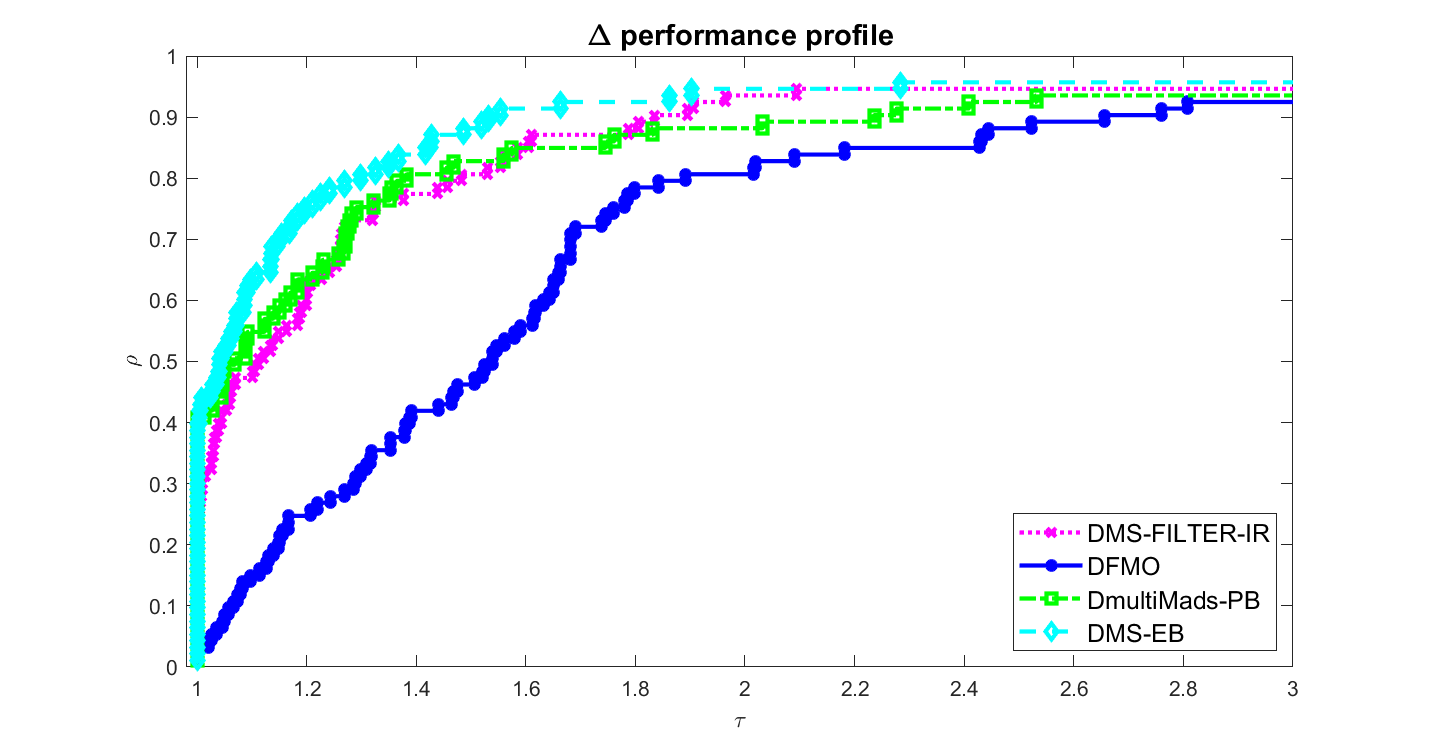 Δ performance profile
1
0.9
0.8
0.7
0.6
0.5
0.4
0.3
0.2
0.1
0
ρ
1 1.2 1.4 1.6 1.8 2 2.2 2.4 2.6 2.8 3
τ
DMS-FILTER-IR
DFMO
DmultiMads-PB
DMS-EB